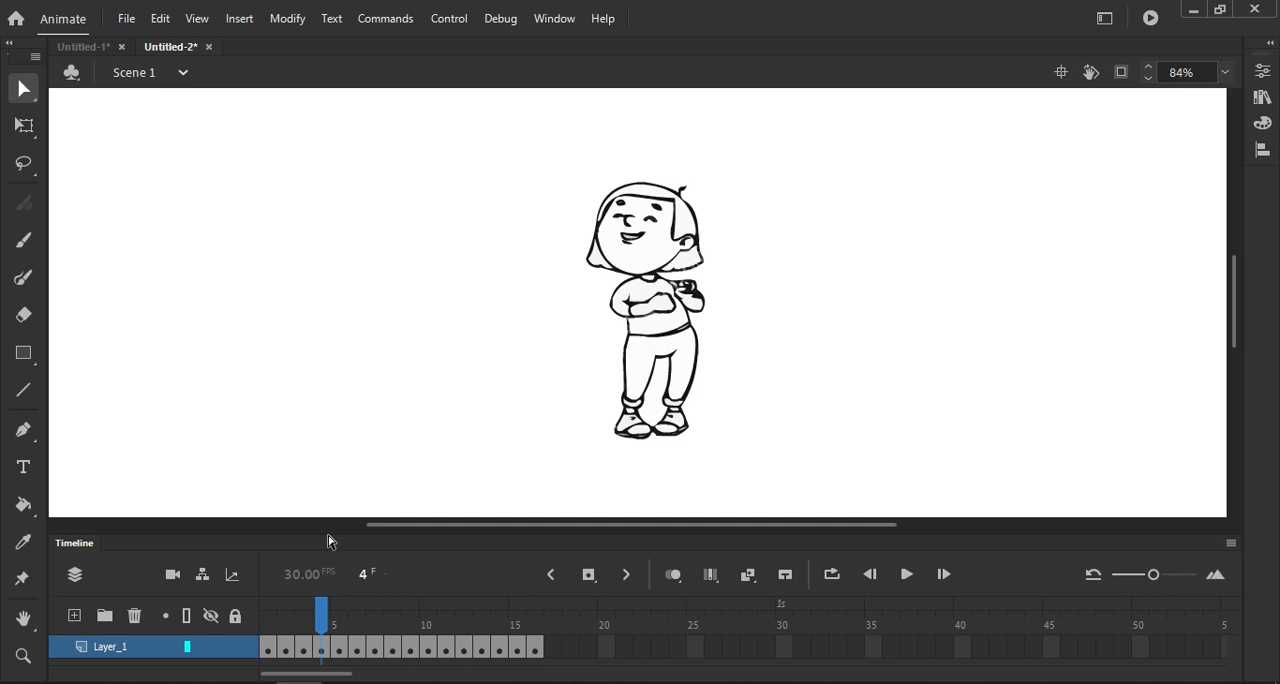 Animate File Edit View Insert Modify Text Commands Control Debug Window Help
Untitled-1* Untitled-2*
Scene 1 84%
Timeline
30.00 FPS 4 F
1s
5 10 15 20 25 30 35 40 45 50 5
Layer_1